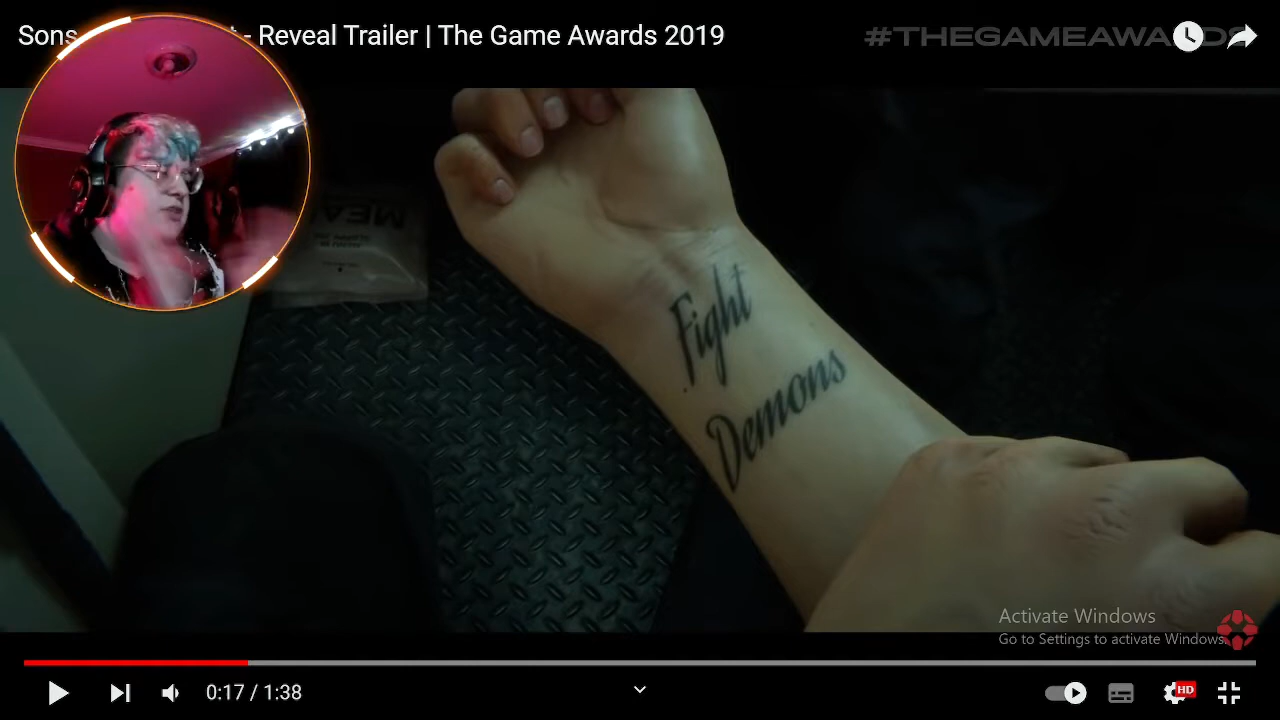 Sons - Reveal Trailer | The Game Awards 2019
#THEGAMEAWARDS
Fight
Demons
Activate Windows
Go to Settings to activate Windows.
0:17 / 1:38
HD